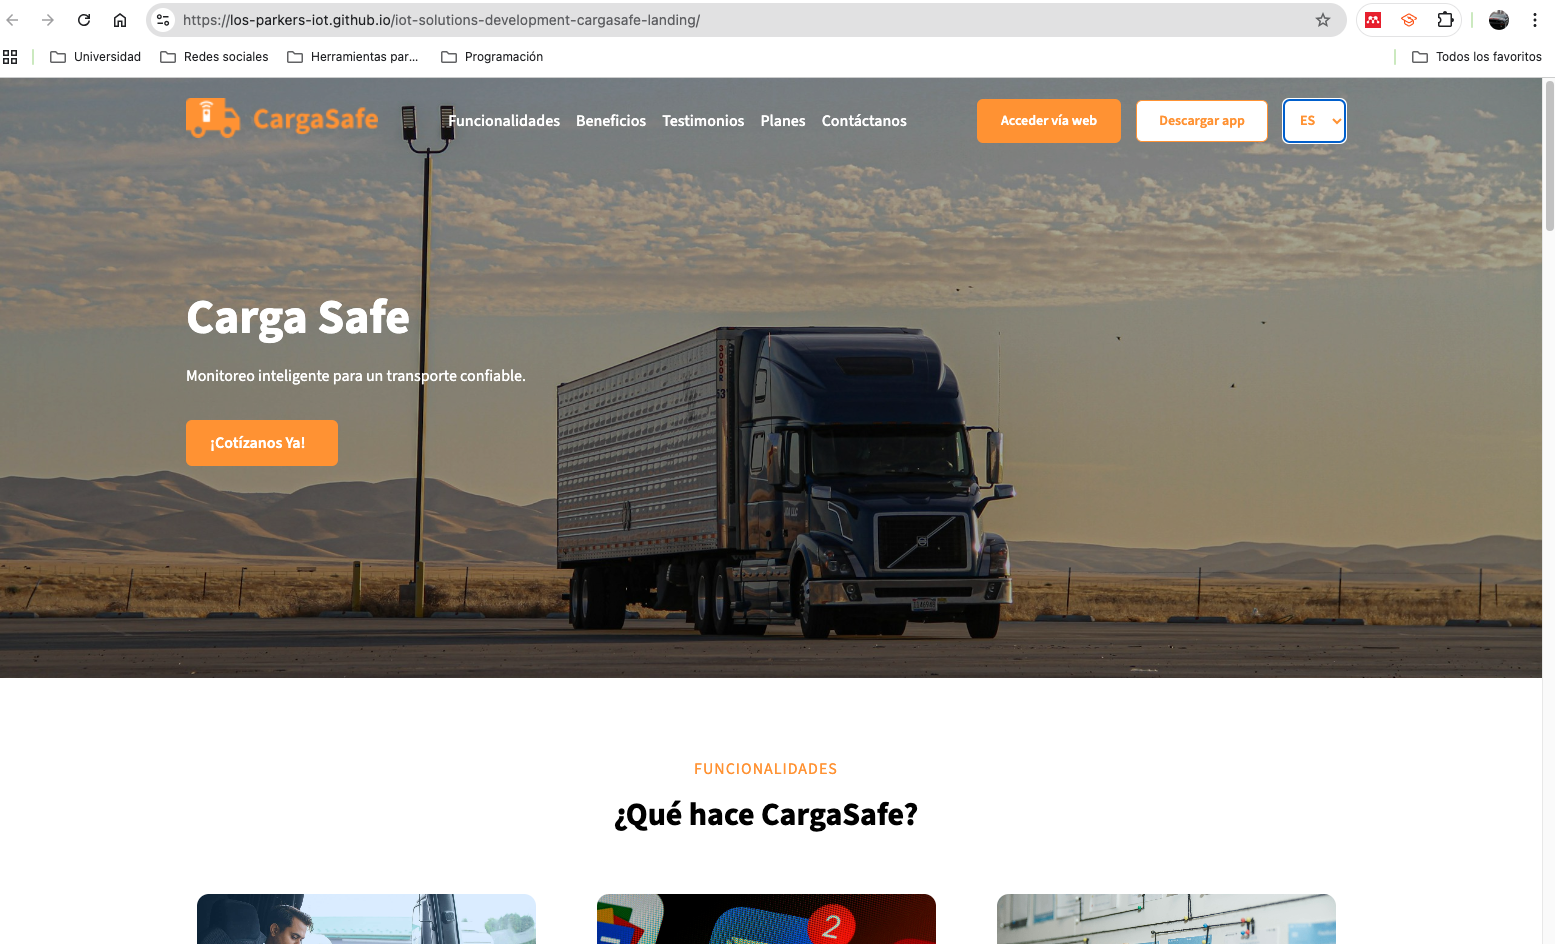 https://los-parkers-iot.github.io/iot-solutions-development-cargasafe-landing/
Universidad
Redes sociales
Herramientas par...
Programación
Todos los favoritos
CargaSafe
Funcionalidades Beneficios Testimonios Planes Contáctanos
Acceder vía web
Descargar app
ES
Carga Safe
Monitoreo inteligente para un transporte confiable.
¡Cotízanos Ya!
FUNCIONALIDADES
¿Qué hace CargaSafe?
2